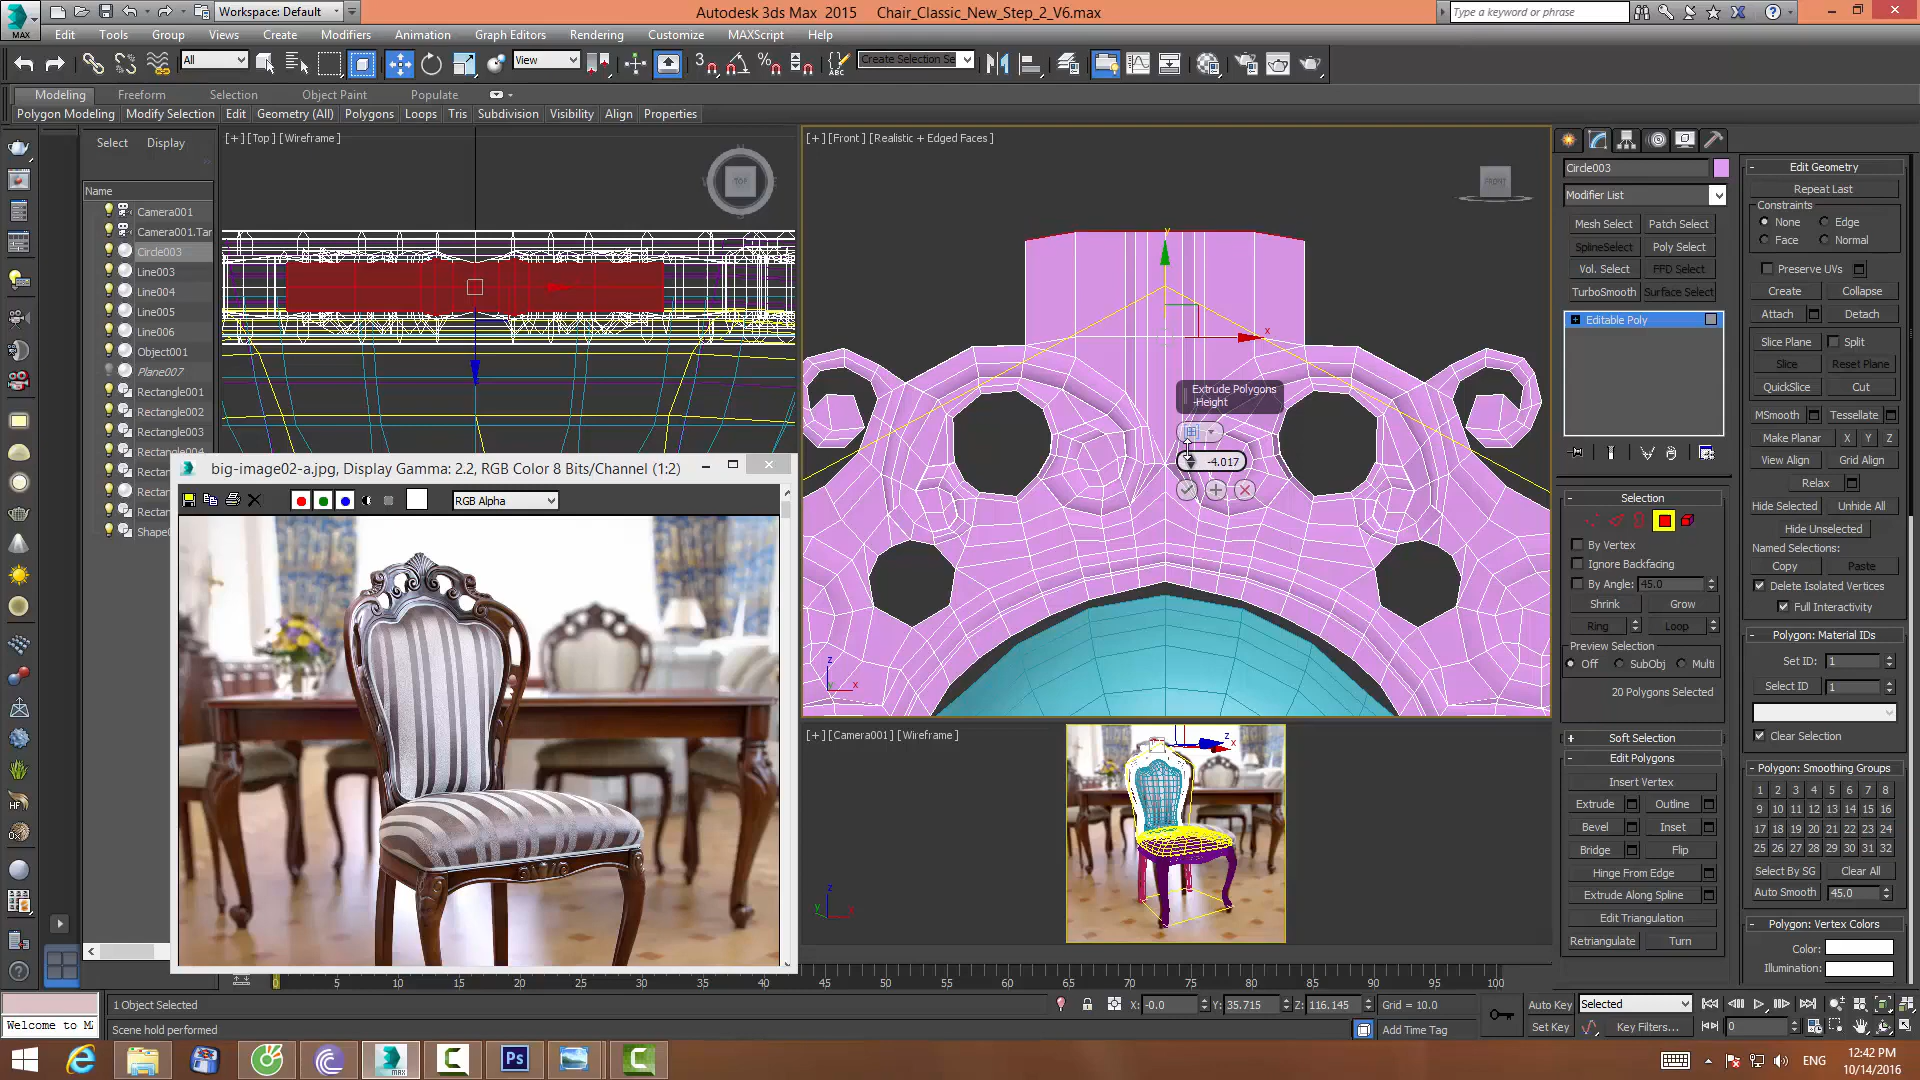 Workspace: Default
Autodesk 3ds Max 2015 Chair_Classic_New_Step_2_V6.max
Type a keyword or phrase
MAX
Edit Tools Group Views Create Modifiers Animation Graph Editors Rendering Customize MAXScript Help
All View Create Selection Se
Modeling Freeform Selection Object Paint Populate
Polygon Modeling Modify Selection Edit Geometry (All) Polygons Loops Tris Subdivision Visibility Align Properties
Select Display
Name
Camera001
Camera001.Tar
Circle003
Line003
Line004
Line005
Line006
Object001
Plane007
Rectangle001
Rectangle002
Rectangle003
Rectangle004
Rectan
Rectan
Rectan
Shape0
[+] [Top] [Wireframe]
TOP
[+] [Front] [Realistic + Edged Faces]
FRONT
Extrude Polygons
-Height
-4.017
[+] [Camera001] [Wireframe]
big-image02-a.jpg, Display Gamma: 2.2, RGB Color 8 Bits/Channel (1:2)
RGB Alpha
Circle003
Modifier List
Mesh Select Patch Select
SplineSelect Poly Select
Vol. Select FFD Select
TurboSmooth Surface Select
Editable Poly
Selection
By Vertex
Ignore Backfacing
By Angle: 45.0
Shrink Grow
Ring Loop
Preview Selection
Off SubObj Multi
20 Polygons Selected
Soft Selection
Edit Polygons
Insert Vertex
Extrude Outline
Bevel Inset
Bridge Flip
Hinge From Edge
Extrude Along Spline
Edit Triangulation
Retriangulate Turn
Edit Geometry
Repeat Last
Constraints
None Edge
Face Normal
Preserve UVs
Create Collapse
Attach Detach
Slice Plane Split
Slice Reset Plane
QuickSlice Cut
MSmooth Tessellate
Make Planar X Y Z
View Align Grid Align
Relax
Hide Selected Unhide All
Hide Unselected
Named Selections:
Copy Paste
Delete Isolated Vertices
Full Interactivity
Polygon: Material IDs
Set ID: 1
Select ID 1
Clear Selection
Polygon: Smoothing Groups
1 2 3 4 5 6 7 8
9 10 11 12 13 14 15 16
17 18 19 20 21 22 23 24
25 26 27 28 29 30 31 32
Select By SG Clear All
Auto Smooth 45.0
Polygon: Vertex Colors
Color:
Illumination:
0 5 10 15 20 25 30 35 40 45 50 55 60 65 70 75 80 85 90 95 100
1 Object Selected X: -0.0 Y: 35.715 Z: 116.145 Grid = 10.0 Auto Key Selected
Welcome to M Scene hold performed Add Time Tag Set Key Key Filters... 0
ENG
12:42 PM
10/14/2016